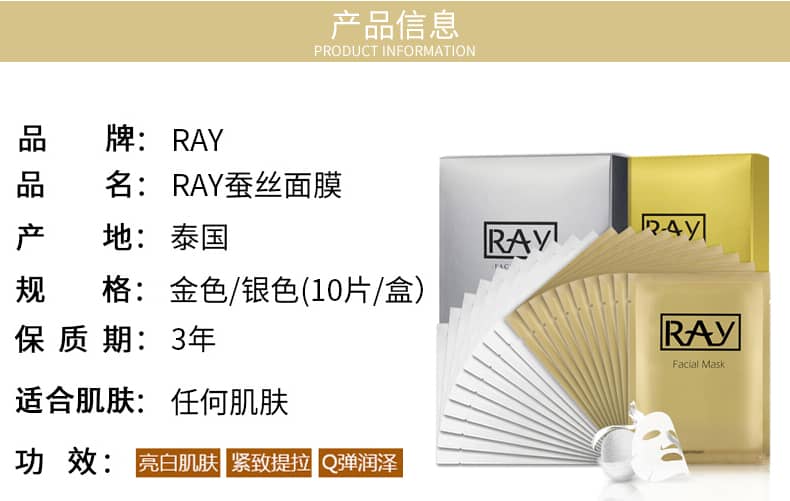 产品信息
PRODUCT INFORMATION
品 牌： RAY
品 名： RAY蚕丝面膜
产 地： 泰国
规 格： 金色/银色(10片/盒)
保 质 期： 3年
适合肌肤： 任何肌肤
功 效： 亮白肌肤 紧致提拉 Q弹润泽
RAY
RAY
RAY
Facial Mask